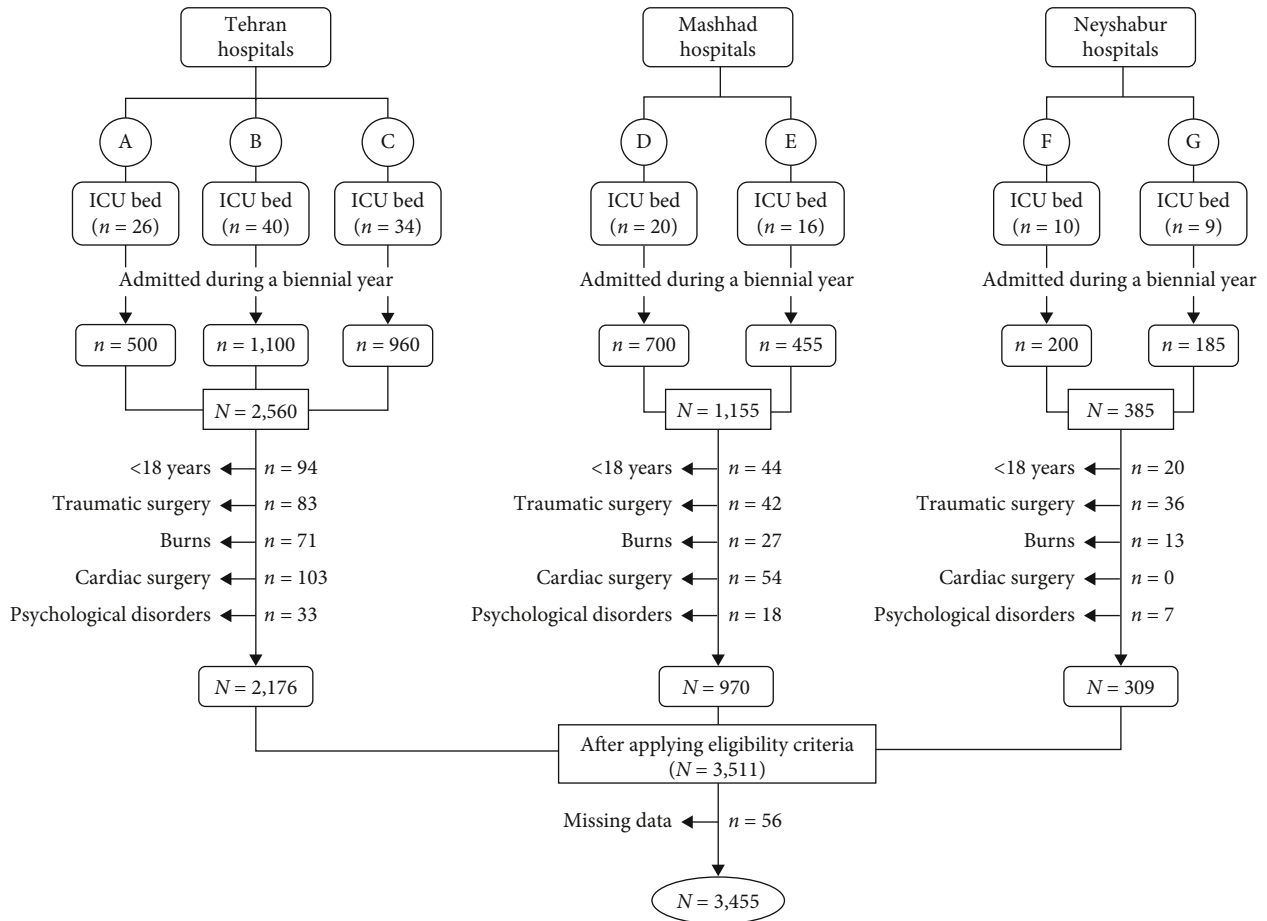 Tehran
hospitals
Mashhad
hospitals
Neyshabur
hospitals
A
B
C
D
E
F
G
ICU bed
(n = 26)
ICU bed
(n = 40)
ICU bed
(n = 34)
ICU bed
(n = 20)
ICU bed
(n = 16)
ICU bed
(n = 10)
ICU bed
(n = 9)
Admitted during a biennial year
Admitted during a biennial year
Admitted during a biennial year
n = 500
n = 1,100
n = 960
n = 700
n = 455
n = 200
n = 185
N = 2,560
N = 1,155
N = 385
<18 years n = 94
Traumatic surgery n = 83
Burns n = 71
Cardiac surgery n = 103
Psychological disorders n = 33
<18 years n = 44
Traumatic surgery n = 42
Burns n = 27
Cardiac surgery n = 54
Psychological disorders n = 18
<18 years n = 20
Traumatic surgery n = 36
Burns n = 13
Cardiac surgery n = 0
Psychological disorders n = 7
N = 2,176
N = 970
N = 309
After applying eligibility criteria
(N = 3,511)
Missing data n = 56
N = 3,455